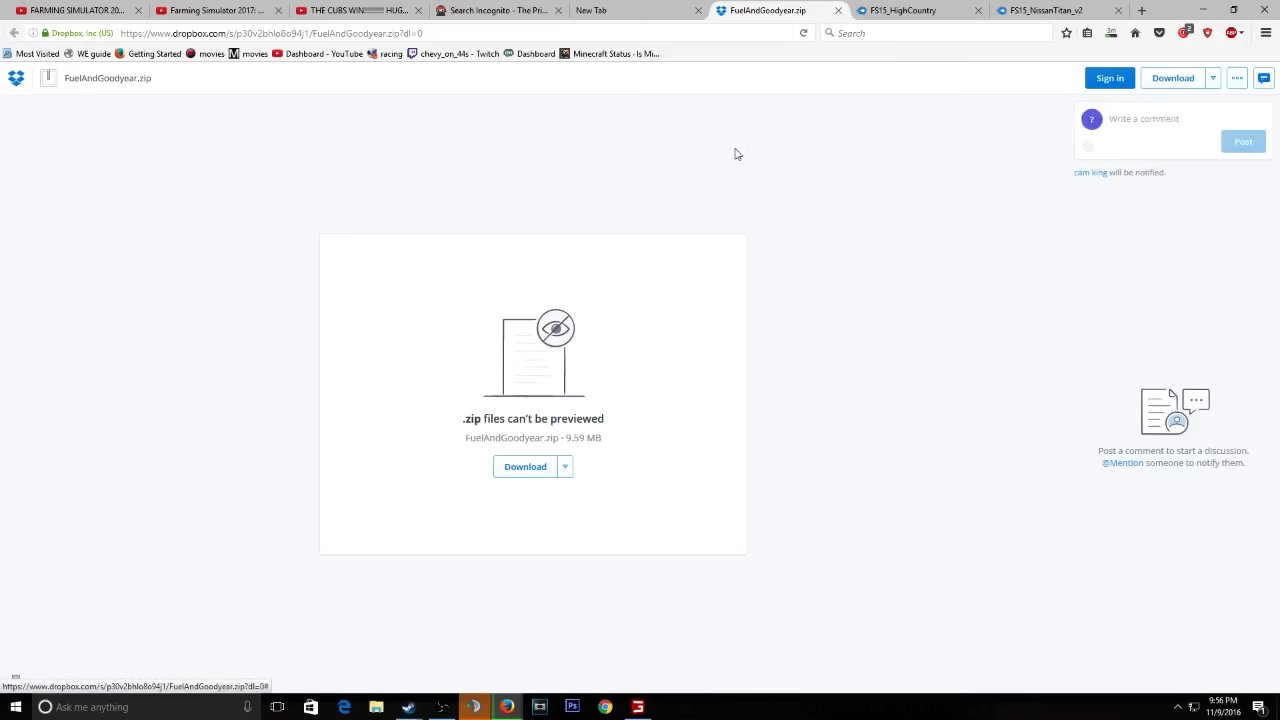 FARMING SIMULATOR 20...
Farming Simulator 2017: ...
THE CUBS WIN
HUG...
Search Incognito - The Pri...
New Tab
FuelAndGoodyear.zip
FS15_HighCountry
FS15_NissanTitan_v2
Dropbox, Inc (US)
https://www.dropbox.com/s/p30v2bhlo8o94j1/FuelAndGoodyear.zip?dl=0
Search
2
ABP
Most Visited
WE guide
Getting Started
movies
movies
Dashboard - YouTube
racing
chevy_on_44s - Twitch
Dashboard
Minecraft Status · Is Mi...
FuelAndGoodyear.zip
Sign in
Download
?
Write a comment
Post
cam king will be notified.
.zip files can't be previewed
FuelAndGoodyear.zip · 9.59 MB
Download
Post a comment to start a discussion.
@Mention someone to notify them.
https://www.dropbox.com/s/p30v2bhlo8o94j1/FuelAndGoodyear.zip?dl=0#
Ask me anything
Ps
9:56 PM
11/9/2016
1